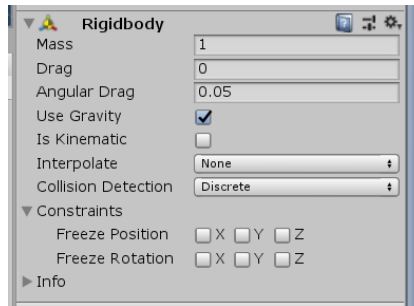 Rigidbody
Mass 1
Drag 0
Angular Drag 0.05
Use Gravity
Is Kinematic
Interpolate None
Collision Detection Discrete
Constraints
Freeze Position X Y Z
Freeze Rotation X Y Z
Info